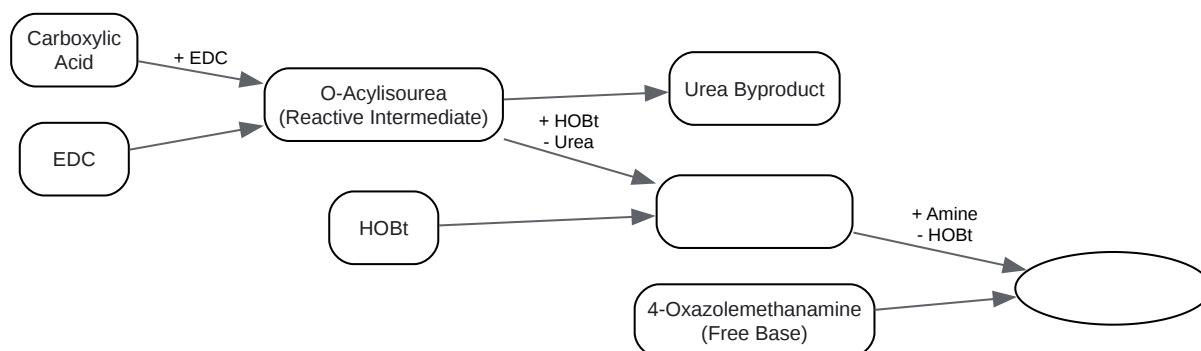 Carboxylic
Acid
+ EDC
O-Acylisourea
(Reactive Intermediate)
Urea Byproduct
EDC
+ HOBt
- Urea
HOBt
+ Amine
- HOBt
4-Oxazolemethanamine
(Free Base)